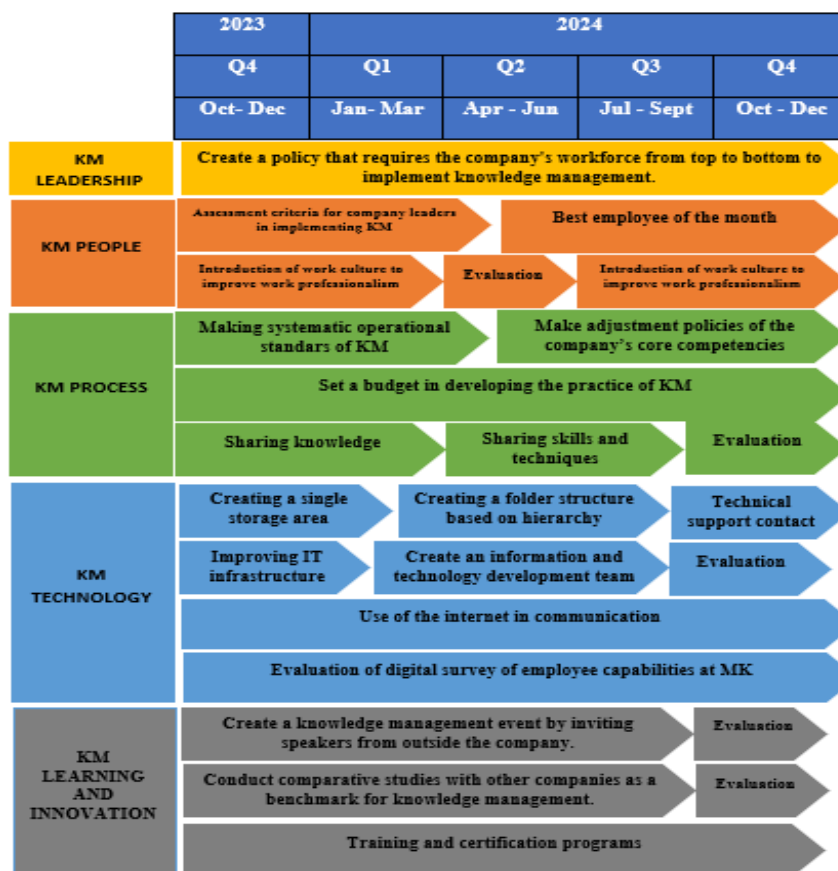 2023 2024
Q4 Q1 Q2 Q3 Q4
Oct- Dec Jan- Mar Apr - Jun Jul - Sept Oct - Dec
KM
LEADERSHIP
Create a policy that requires the company's workforce from top to bottom to
implement knowledge management.
KM PEOPLE
Assessment criteria for company leaders
in implementing KM
Best employee of the month
Introduction of work culture to
improve work professionalism
Evaluation
Introduction of work culture to
improve work professionalism
KM PROCESS
Making systematic operational
standars of KM
Make adjustment policies of the
company's core competencies
Set a budget in developing the practice of KM
Sharing knowledge
Sharing skills and
techniques
Evaluation
KM
TECHNOLOGY
Creating a single
storage area
Creating a folder structure
based on hierarchy
Technical
support contact
Improving IT
infrastructure
Create an information and
technology development team
Evaluation
Use of the internet in communication
Evaluation of digital survey of employee capabilities at MK
KM
LEARNING
AND
INNOVATION
Create a knowledge management event by inviting
speakers from outside the company.
Evaluation
Conduct comparative studies with other companies as a
benchmark for knowledge management.
Evaluation
Training and certification programs